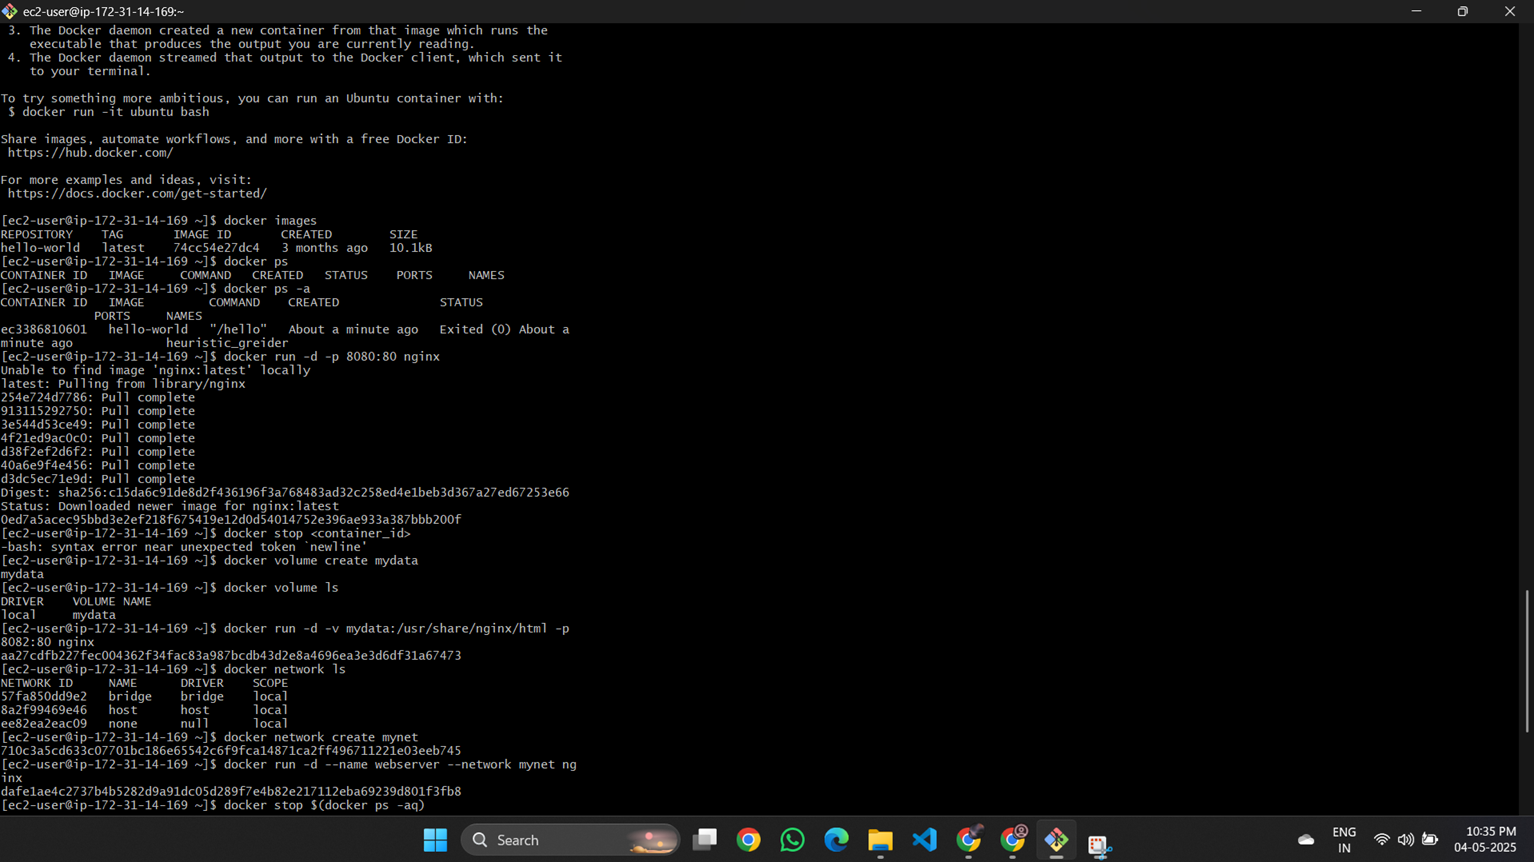 ec2-user@ip-172-31-14-169:~
3. The Docker daemon created a new container from that image which runs the
executable that produces the output you are currently reading.
4. The Docker daemon streamed that output to the Docker client, which sent it
to your terminal.
To try something more ambitious, you can run an Ubuntu container with:
$ docker run -it ubuntu bash
Share images, automate workflows, and more with a free Docker ID:
https://hub.docker.com/
For more examples and ideas, visit:
https://docs.docker.com/get-started/
[ec2-user@ip-172-31-14-169 ~]$ docker images
REPOSITORY    TAG       IMAGE ID       CREATED        SIZE
hello-world   latest    74cc54e27dc4   3 months ago   10.1kB
[ec2-user@ip-172-31-14-169 ~]$ docker ps
CONTAINER ID   IMAGE     COMMAND   CREATED   STATUS    PORTS     NAMES
[ec2-user@ip-172-31-14-169 ~]$ docker ps -a
CONTAINER ID   IMAGE         COMMAND    CREATED              STATUS
PORTS     NAMES
ec3386810601   hello-world   "/hello"   About a minute ago   Exited (0) About a
minute ago             heuristic_greider
[ec2-user@ip-172-31-14-169 ~]$ docker run -d -p 8080:80 nginx
Unable to find image 'nginx:latest' locally
latest: Pulling from library/nginx
254e724d7786: Pull complete
913115292750: Pull complete
3e544d53ce49: Pull complete
4f21ed9ac0c0: Pull complete
d38f2ef2d6f2: Pull complete
40a6e9f4e456: Pull complete
d3dc5ec71e9d: Pull complete
Digest: sha256:c15da6c91de8d2f436196f3a768483ad32c258ed4e1beb3d367a27ed67253e66
Status: Downloaded newer image for nginx:latest
0ed7a5acec95bbd3e2ef218f675419e12d0d54014752e396ae933a387bbb200f
[ec2-user@ip-172-31-14-169 ~]$ docker stop <container_id>
-bash: syntax error near unexpected token `newline'
[ec2-user@ip-172-31-14-169 ~]$ docker volume create mydata
mydata
[ec2-user@ip-172-31-14-169 ~]$ docker volume ls
DRIVER    VOLUME NAME
local     mydata
[ec2-user@ip-172-31-14-169 ~]$ docker run -d -v mydata:/usr/share/nginx/html -p
8082:80 nginx
aa27cdfb227fec004362f34fac83a987bcdb43d2e8a4696ea3e3d6df31a67473
[ec2-user@ip-172-31-14-169 ~]$ docker network ls
NETWORK ID     NAME      DRIVER    SCOPE
57fa850dd9e2   bridge    bridge    local
8a2f99469e46   host      host      local
ee82ea2eac09   none      null      local
[ec2-user@ip-172-31-14-169 ~]$ docker network create mynet
710c3a5cd633c07701bc186e65542c6f9fca14871ca2ff496711221e03eeb745
[ec2-user@ip-172-31-14-169 ~]$ docker run -d --name webserver --network mynet ng
inx
dafe1ae4c2737b4b5282d9a91dc05d289f7e4b82e217112eba69239d801f3fb8
[ec2-user@ip-172-31-14-169 ~]$ docker stop $(docker ps -aq)
Search
ENG
IN
10:35 PM
04-05-2025